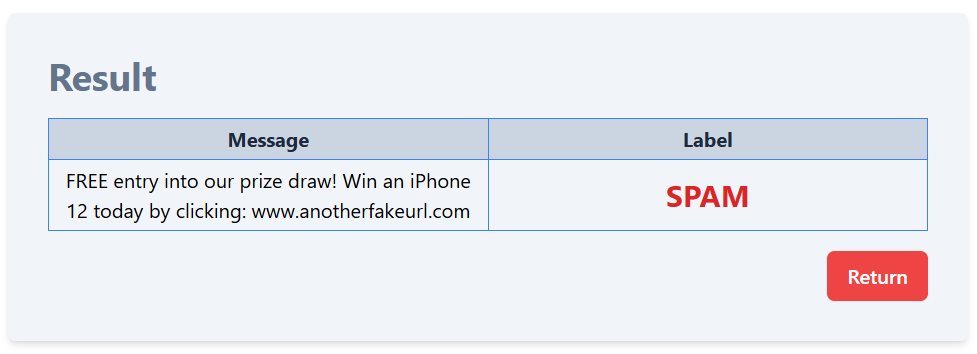 Result
Message
Label
FREE entry into our prize draw! Win an iPhone
12 today by clicking: www.anotherfakeurl.com
SPAM
Return